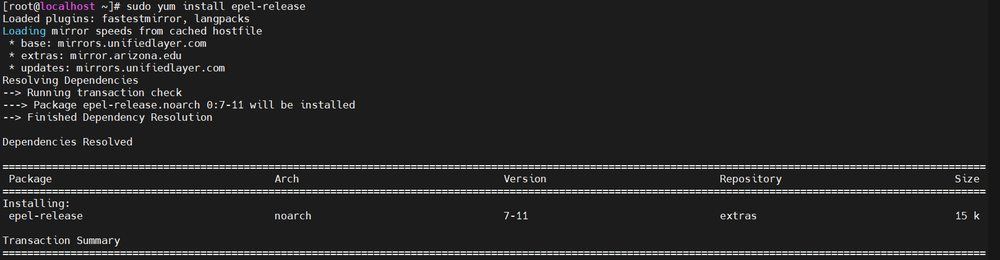 [root@localhost ~]# sudo yum install epel-release
Loaded plugins: fastestmirror, langpacks
Loading mirror speeds from cached hostfile
 * base: mirrors.unifiedlayer.com
 * extras: mirror.arizona.edu
 * updates: mirrors.unifiedlayer.com
Resolving Dependencies
--> Running transaction check
---> Package epel-release.noarch 0:7-11 will be installed
--> Finished Dependency Resolution

Dependencies Resolved

===============================================================================================================================================================
 Package                                    Arch                                 Version                            Repository                            Size
===============================================================================================================================================================
Installing:
 epel-release                               noarch                               7-11                               extras                                15 k

Transaction Summary
===============================================================================================================================================================